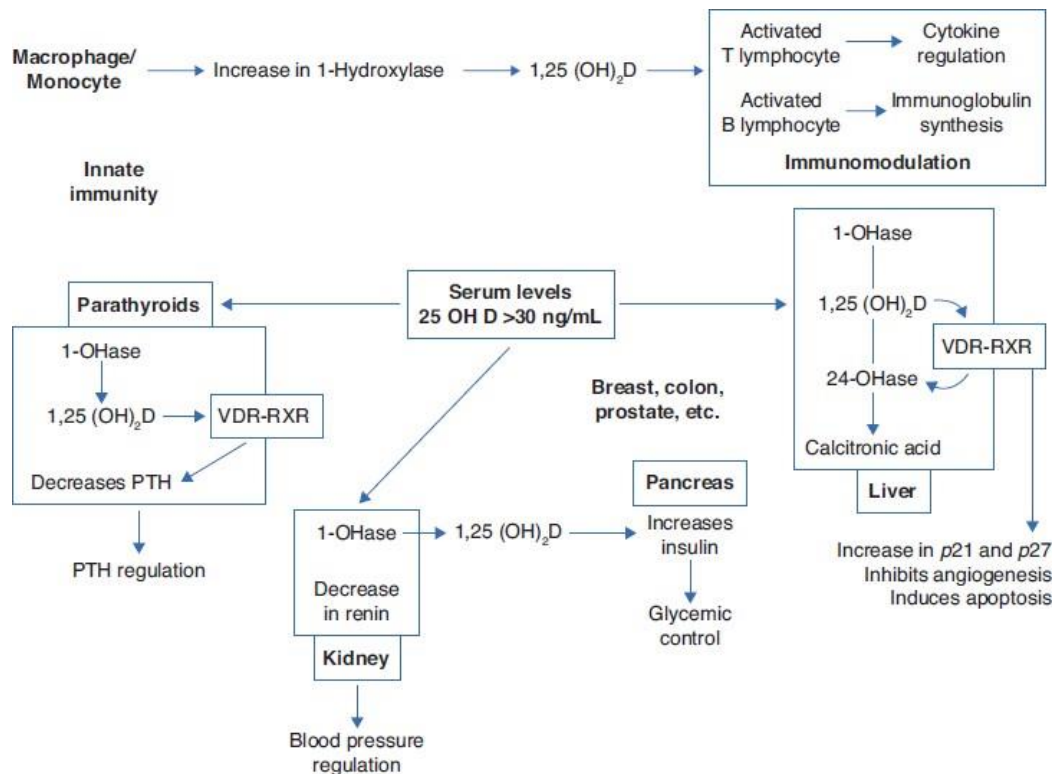 Macrophage/
Monocyte
Increase in 1-Hydroxylase
1,25 (OH)₂D
Activated
T lymphocyte
Cytokine
regulation
Activated
B lymphocyte
Immunoglobulin
synthesis
Immunomodulation
Innate
immunity
Parathyroids
1-OHase
1,25 (OH)₂D
VDR-RXR
Decreases PTH
PTH regulation
Serum levels
25 OH D >30 ng/mL
Breast, colon,
prostate, etc.
1-OHase
1,25 (OH)₂D
Decrease
in renin
Kidney
Blood pressure
regulation
Pancreas
Increases
insulin
Glycemic
control
1-OHase
1,25 (OH)₂D
VDR-RXR
24-OHase
Calcitronic acid
Liver
Increase in p21 and p27
Inhibits angiogenesis
Induces apoptosis